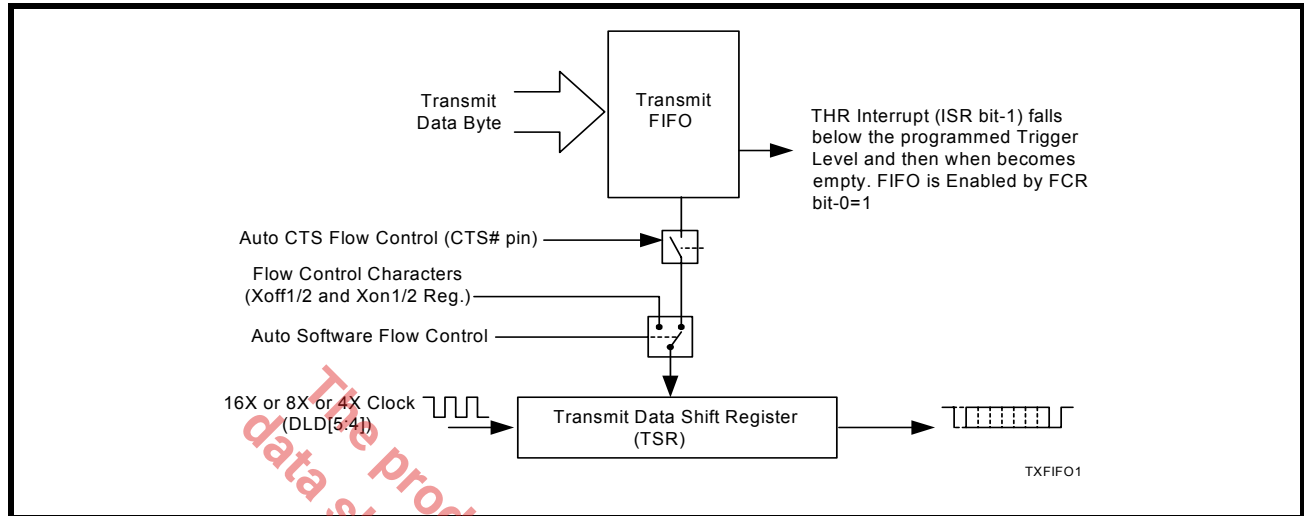 Transmit
Data Byte
Transmit
FIFO
THR Interrupt (ISR bit-1) falls
below the programmed Trigger
Level and then when becomes
empty. FIFO is Enabled by FCR
bit-0=1
Auto CTS Flow Control (CTS# pin)
Flow Control Characters
(Xoff1/2 and Xon1/2 Reg.)
Auto Software Flow Control
16X or 8X or 4X Clock
(DLD[5:4])
Transmit Data Shift Register
(TSR)
TXFIFO1
The prod
data s